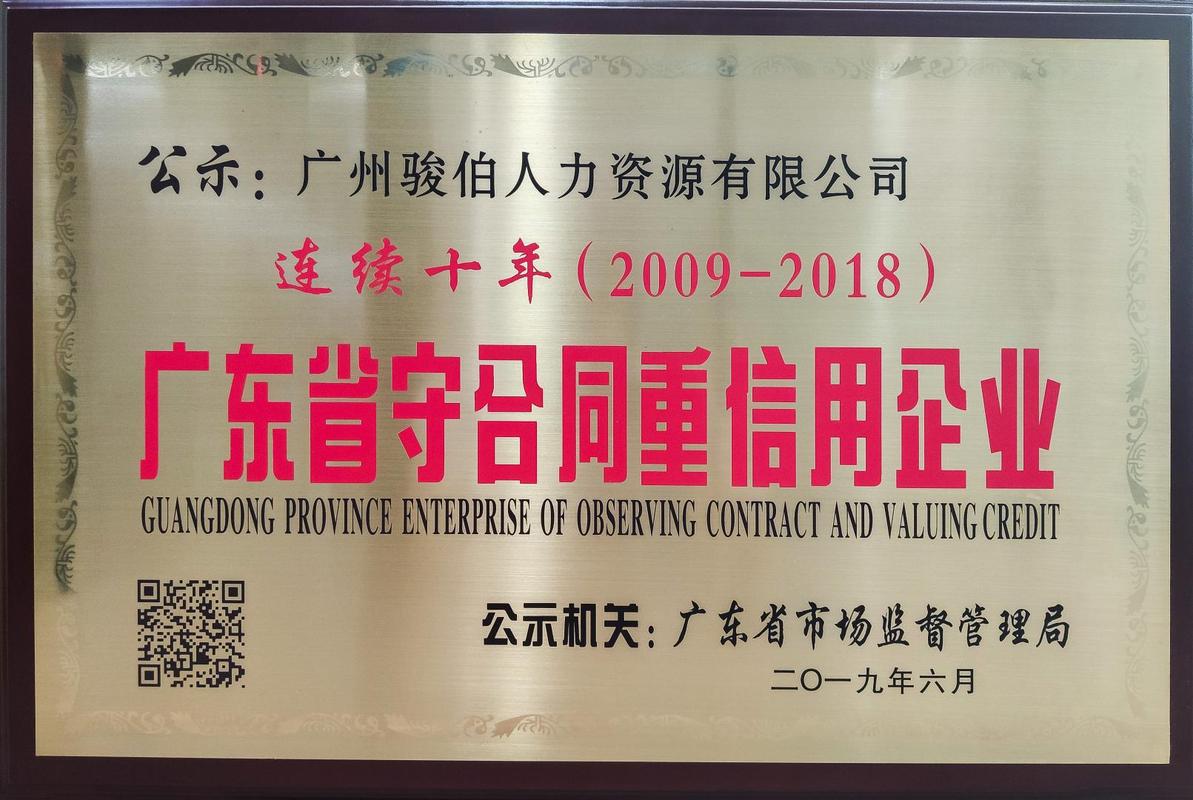 公示：广州骏伯人力资源有限公司
连续十年（2009-2018）
广东省守合同重信用企业
GUANGDONG PROVINCE ENTERPRISE OF OBSERVING CONTRACT AND VALUING CREDIT
公示机关：广东省市场监督管理局
二〇一九年六月